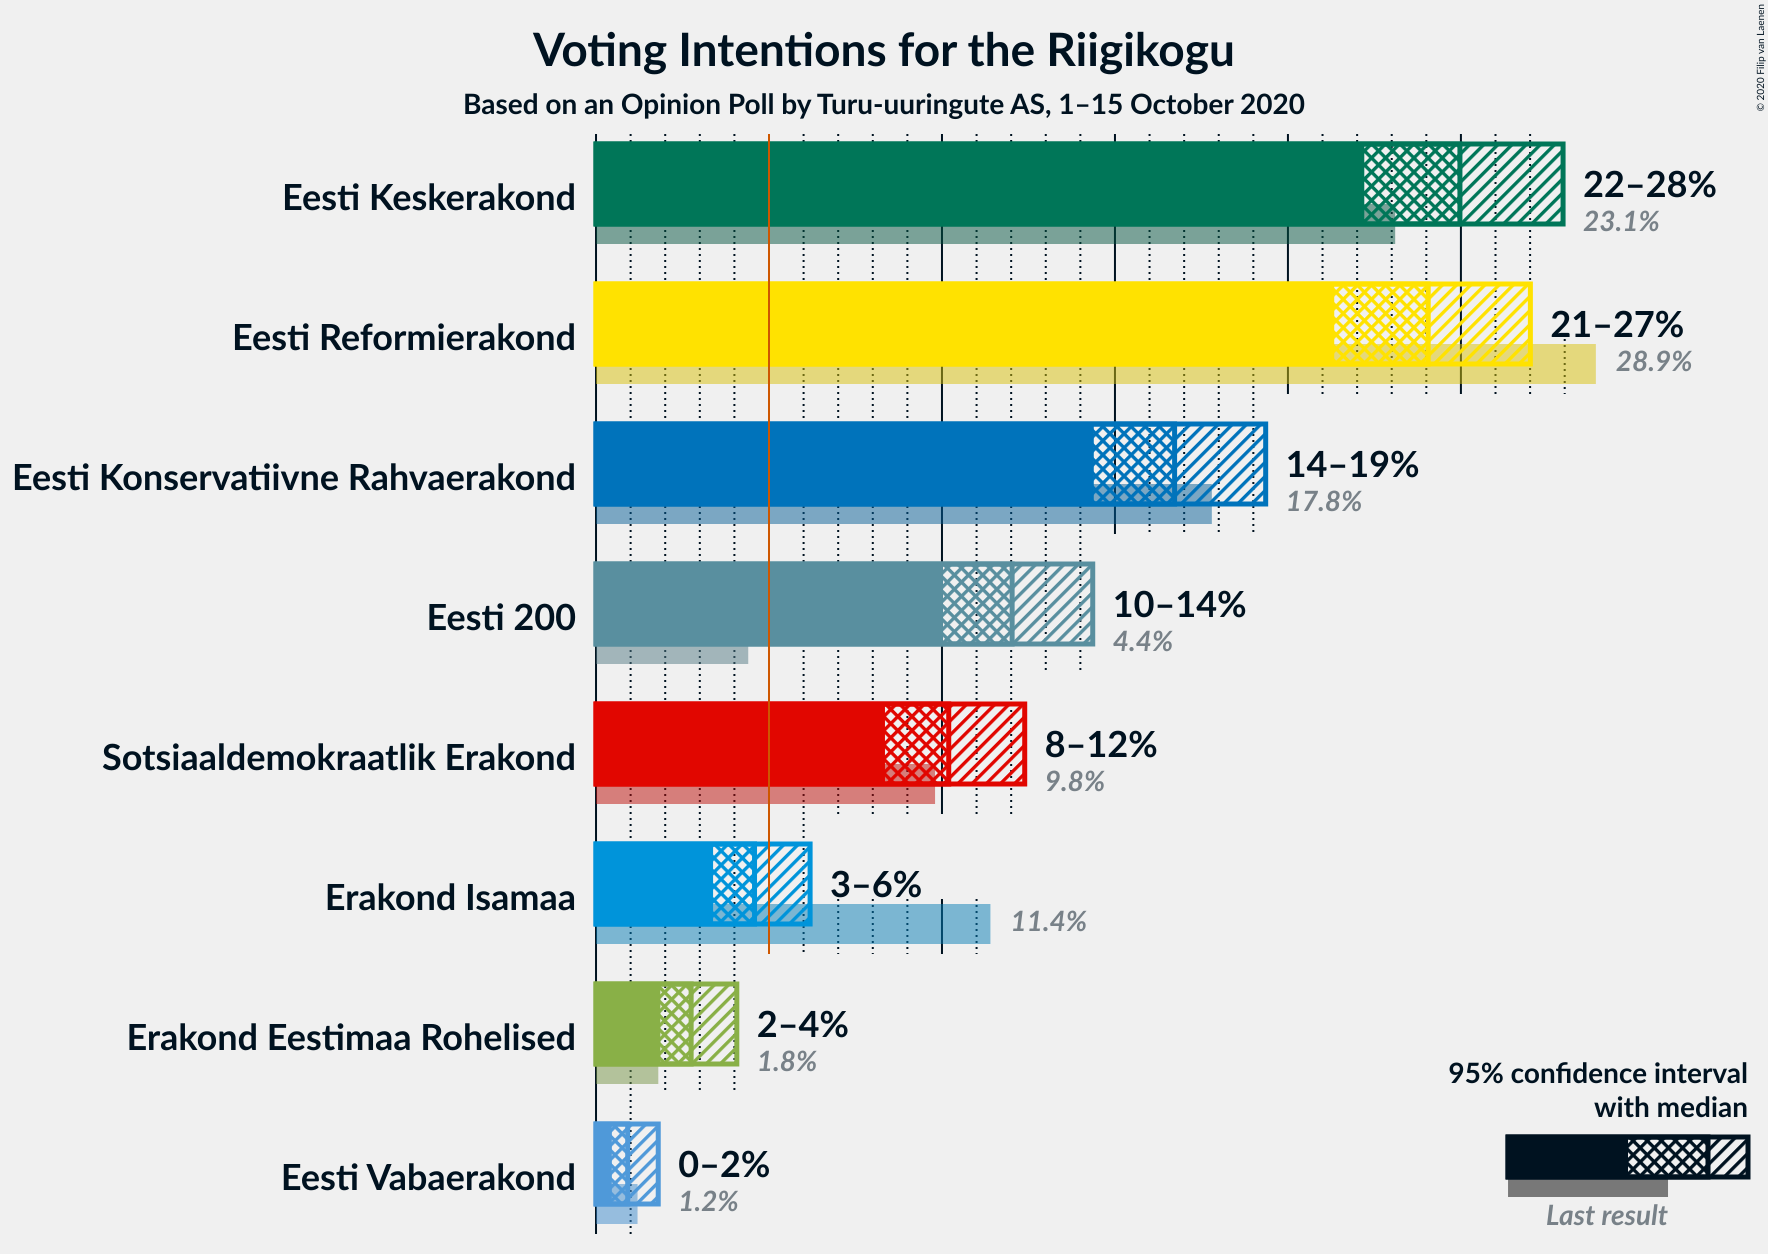 Voting Intentions for the Riigikogu
Based on an Opinion Poll by Turu-uuringute AS, 1–15 October 2020
© 2020 Filip van Laenen
Eesti Keskerakond
22–28%
23.1%
Eesti Reformierakond
21–27%
28.9%
Eesti Konservatiivne Rahvaerakond
14–19%
17.8%
Eesti 200
10–14%
4.4%
Sotsiaaldemokraatlik Erakond
8–12%
9.8%
Erakond Isamaa
3–6%
11.4%
Erakond Eestimaa Rohelised
2–4%
1.8%
Eesti Vabaerakond
0–2%
1.2%
95% confidence interval
with median
Last result